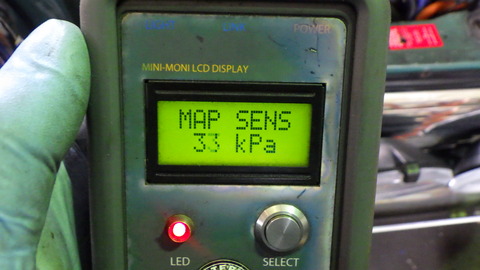 POWER
MINI-MONI LCD DISPLAY
MAP SENS
33 kPa
LED
SELECT